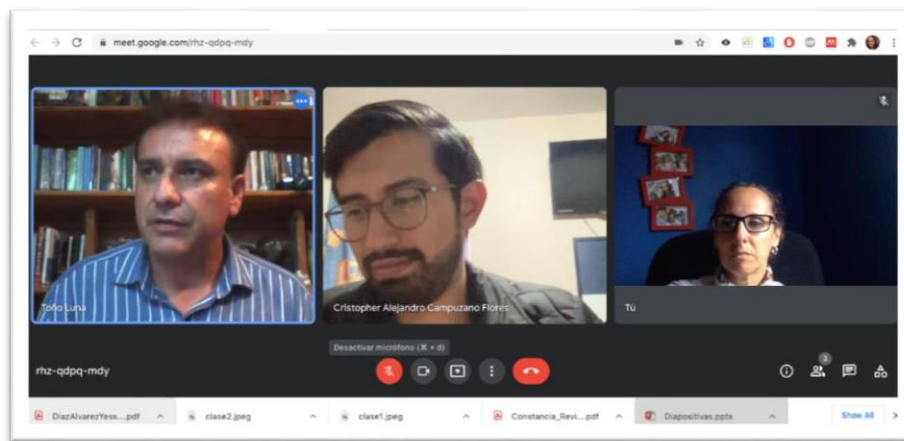 meet.google.com/rhz-qdpq-mdy
Toño Luna
Cristopher Alejandro Campuzano Flores
Tú
Desactivar micrófono (⌘ + d)
rhz-qdpq-mdy
3
DiazAlvarezYess....pdf
clase2.jpeg
clase1.jpeg
Constancia_Revi....pdf
Diapositivas.pptx
Show All